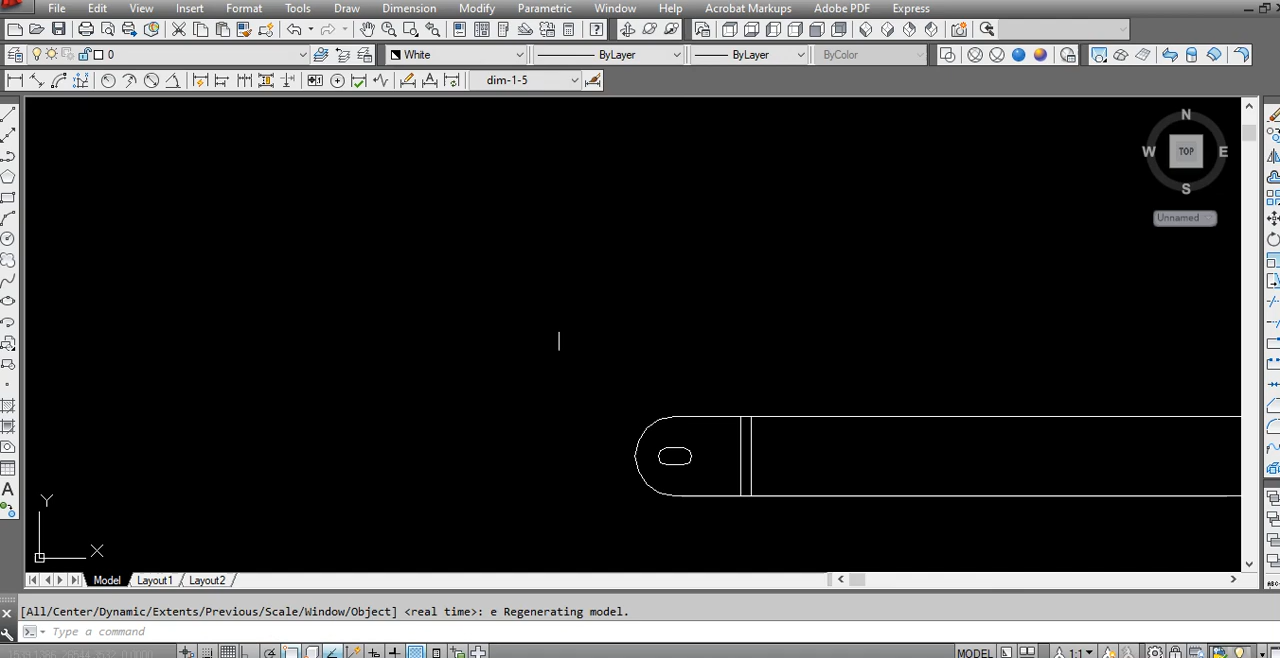 File Edit View Insert Format Tools Draw Dimension Modify Parametric Window Help Acrobat Markups Adobe PDF Express
0 White ByLayer ByLayer ByColor
dim-1-5
N
W TOP E
S
Unnamed
Y
X
Model Layout1 Layout2
[All/Center/Dynamic/Extents/Previous/Scale/Window/Object] <real time>: e Regenerating model.
Type a command
MODEL 1:1